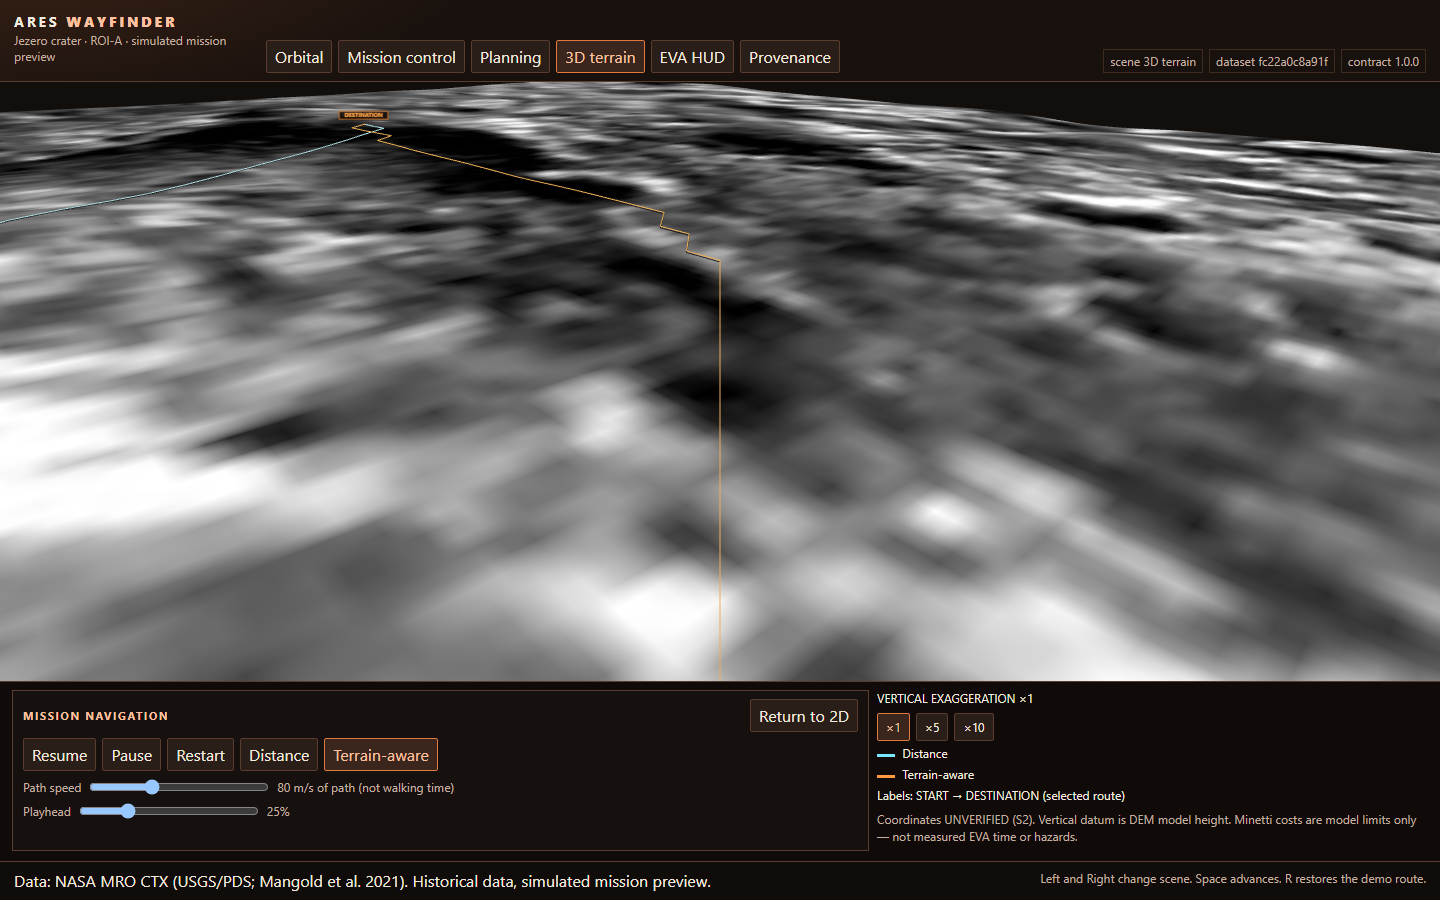 ARES WAYFINDER
Jezero crater · ROI-A · simulated mission
preview
Orbital
Mission control
Planning
3D terrain
EVA HUD
Provenance
scene 3D terrain
dataset fc22a0c8a91f
contract 1.0.0
DESTINATION
MISSION NAVIGATION
Return to 2D
Resume
Pause
Restart
Distance
Terrain-aware
Path speed
80 m/s of path (not walking time)
Playhead
25%
VERTICAL EXAGGERATION ×1
×1
×5
×10
Distance
Terrain-aware
Labels: START → DESTINATION (selected route)
Coordinates UNVERIFIED (S2). Vertical datum is DEM model height. Minetti costs are model limits only
— not measured EVA time or hazards.
Data: NASA MRO CTX (USGS/PDS; Mangold et al. 2021). Historical data, simulated mission preview.
Left and Right change scene. Space advances. R restores the demo route.